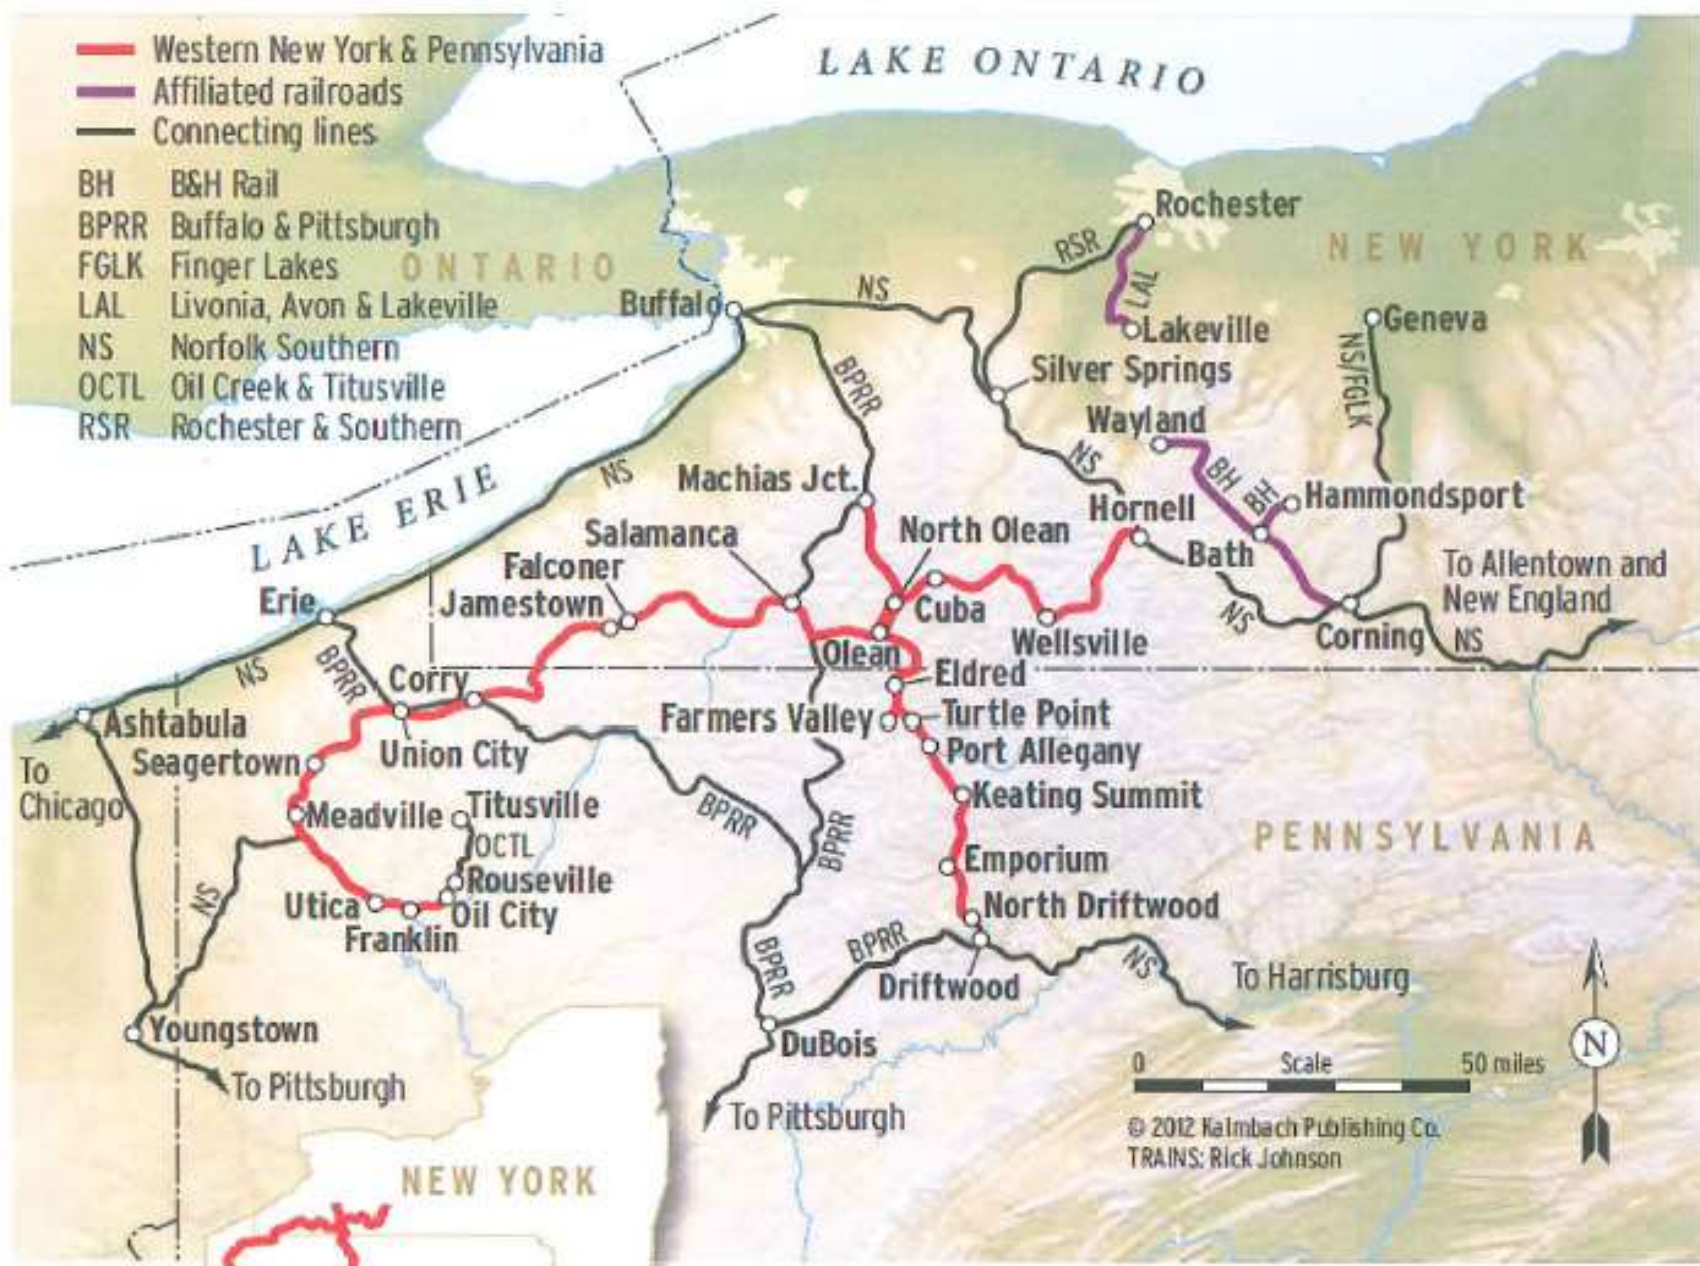 Western New York & Pennsylvania
Affiliated railroads
Connecting lines
BH B&H Rail
BPRR Buffalo & Pittsburgh
FGLK Finger Lakes
LAL Livonia, Avon & Lakeville
NS Norfolk Southern
OCTL Oil Creek & Titusville
RSR Rochester & Southern
LAKE ONTARIO
ONTARIO
NEW YORK
LAKE ERIE
Rochester
RSR
LAL
Lakeville
Buffalo
NS
BPRR
Geneva
NS/FGLK
Silver Springs
Wayland
NS
BH
BH
Hammondsport
NS
Machias Jct.
Hornell
Salamanca
North Olean
Bath
Falconer
Jamestown
Cuba
To Allentown and
New England
Erie
Wellsville
NS
Corning
NS
Olean
NS
BPRR
Corry
Eldred
Ashtabula
Farmers Valley
Turtle Point
Union City
Port Allegany
Seagertown
To
Chicago
Keating Summit
Meadville
Titusville
OCTL
BPRR
BPRR
PENNSYLVANIA
Emporium
Rouseville
NS
Utica
Oil City
Franklin
North Driftwood
BPRR
BPRR
NS
Driftwood
To Harrisburg
Youngstown
DuBois
To Pittsburgh
To Pittsburgh
0 Scale 50 miles
N
© 2012 Kalmbach Publishing Co.
TRAINS: Rick Johnson
NEW YORK